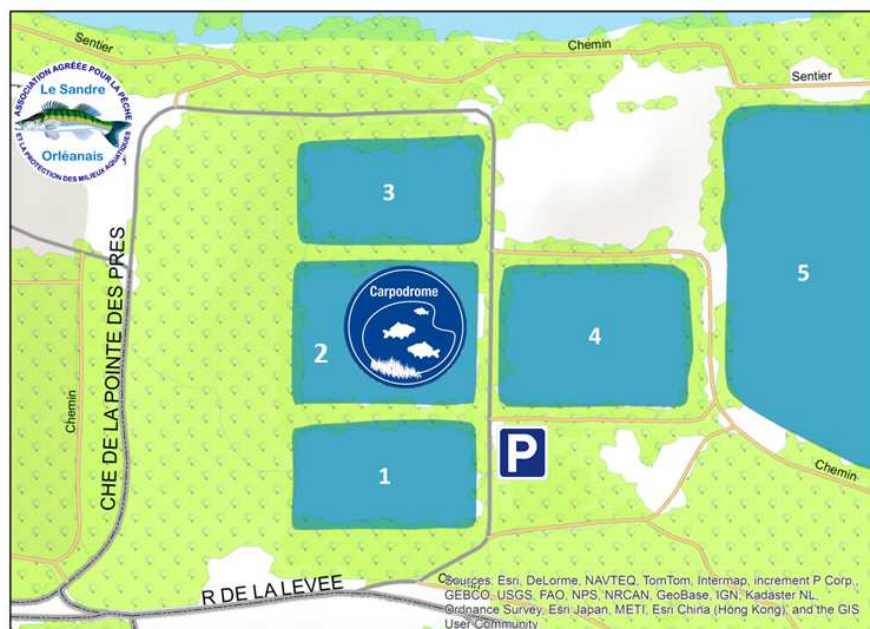 Sentier
Chemin
Sentier
ASSOCIATION AGRÉÉE POUR LA PÊCHE
ET LA PROTECTION DES MILIEUX AQUATIQUES
Le Sandre
Orléanais
3
5
Carpodrome
2
4
CHE DE LA POINTE DES PRES
Chemin
P
1
Chemin
R DE LA LEVEE
Sources: Esri, DeLorme, NAVTEQ, TomTom, Intermap, increment P Corp.,
GEBCO, USGS, FAO, NPS, NRCAN, GeoBase, IGN, Kadaster NL,
Ordnance Survey, Esri Japan, METI, Esri China (Hong Kong), and the GIS
User Community